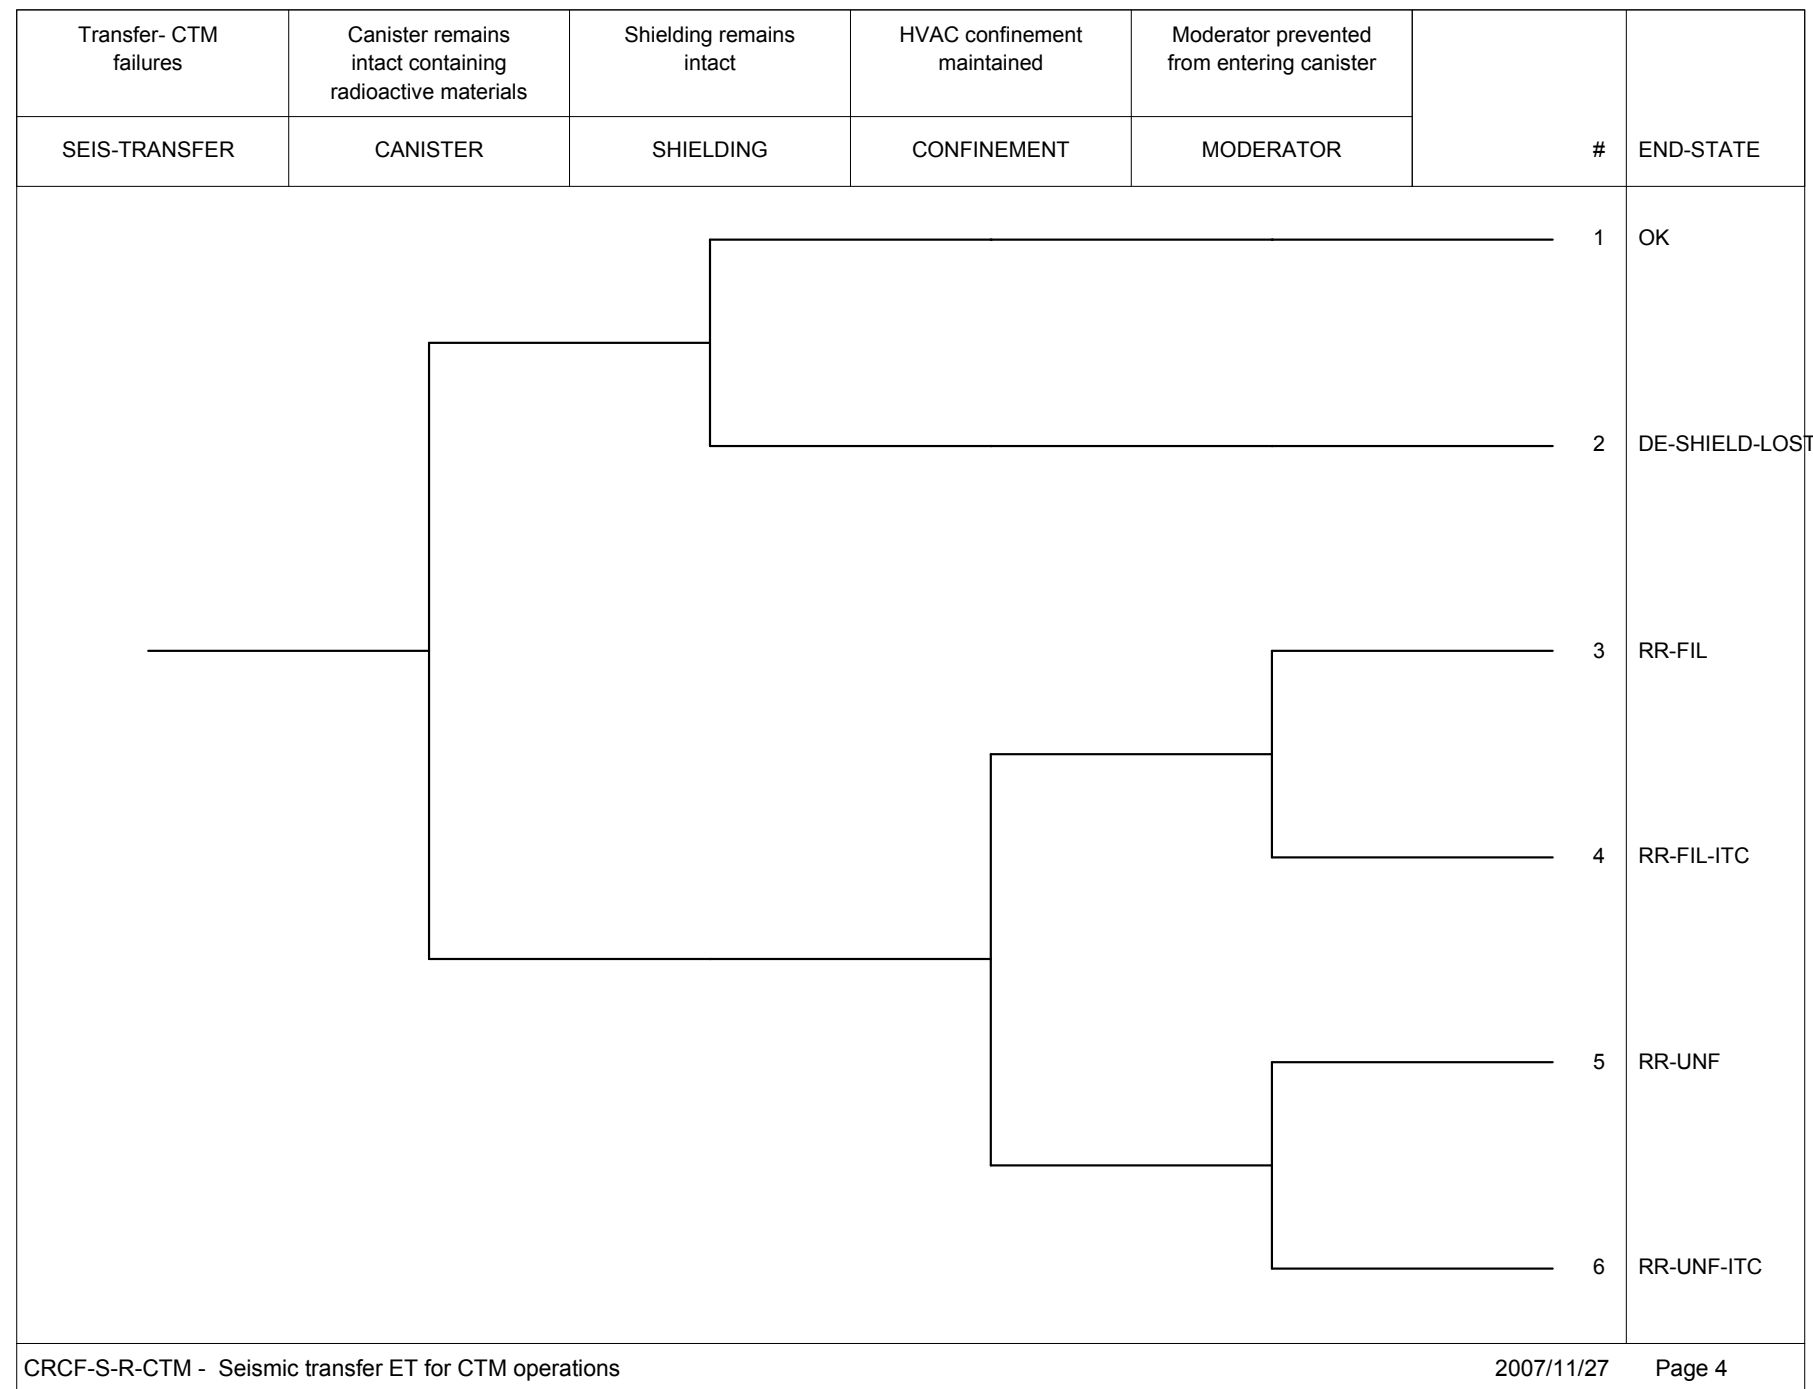 Transfer- CTM
failures
Canister remains
intact containing
radioactive materials
Shielding remains
intact
HVAC confinement
maintained
Moderator prevented
from entering canister
SEIS-TRANSFER
CANISTER
SHIELDING
CONFINEMENT
MODERATOR
#
END-STATE
1 OK
2 DE-SHIELD-LOST
3 RR-FIL
4 RR-FIL-ITC
5 RR-UNF
6 RR-UNF-ITC
CRCF-S-R-CTM - Seismic transfer ET for CTM operations
2007/11/27
Page 4